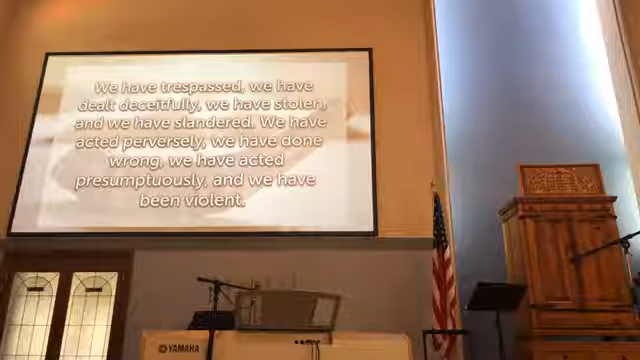 We have trespassed, we have
dealt deceitfully, we have stolen,
and we have slandered. We have
acted perversely, we have done
wrong, we have acted
presumptuously, and we have
been violent.
YAMAHA